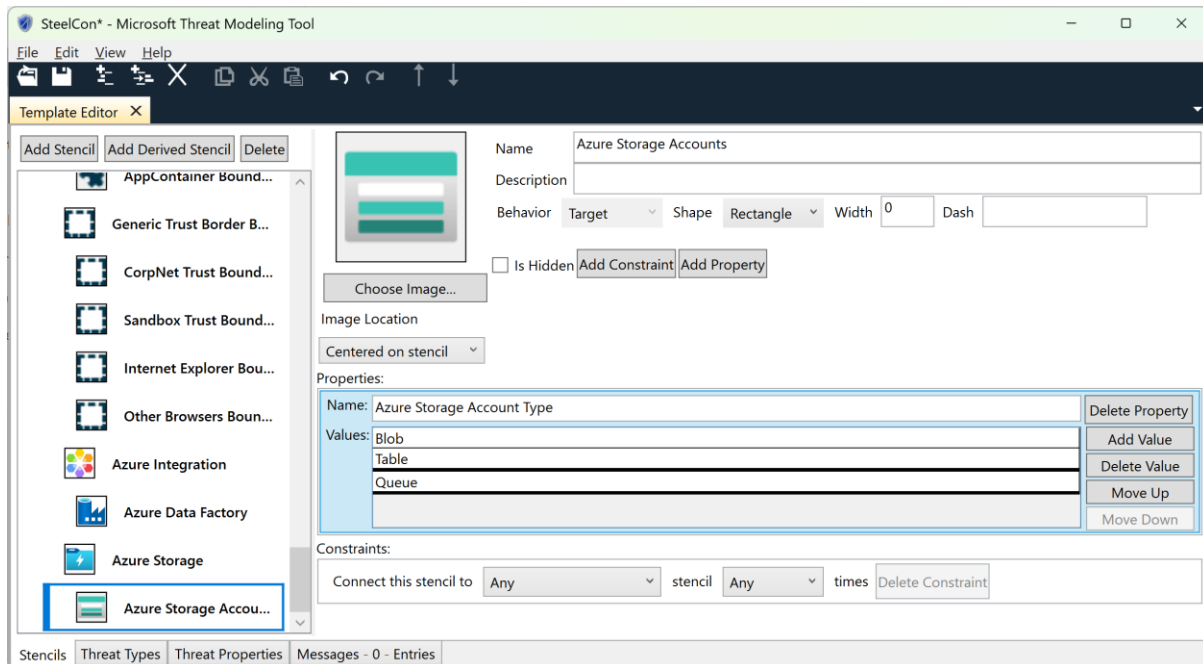 SteelCon* - Microsoft Threat Modeling Tool
File Edit View Help
Template Editor
Add Stencil Add Derived Stencil Delete
AppContainer Bound...
Generic Trust Border B...
CorpNet Trust Bound...
Sandbox Trust Bound...
Internet Explorer Bou...
Other Browsers Boun...
Azure Integration
Azure Data Factory
Azure Storage
Azure Storage Accou...
Choose Image...
Image Location
Centered on stencil
Name Azure Storage Accounts
Description
Behavior Target Shape Rectangle Width 0 Dash
Is Hidden Add Constraint Add Property
Properties:
Name: Azure Storage Account Type Delete Property
Values: Blob Add Value
Table Delete Value
Queue Move Up
Move Down
Constraints:
Connect this stencil to Any stencil Any times Delete Constraint
Stencils Threat Types Threat Properties Messages - 0 - Entries